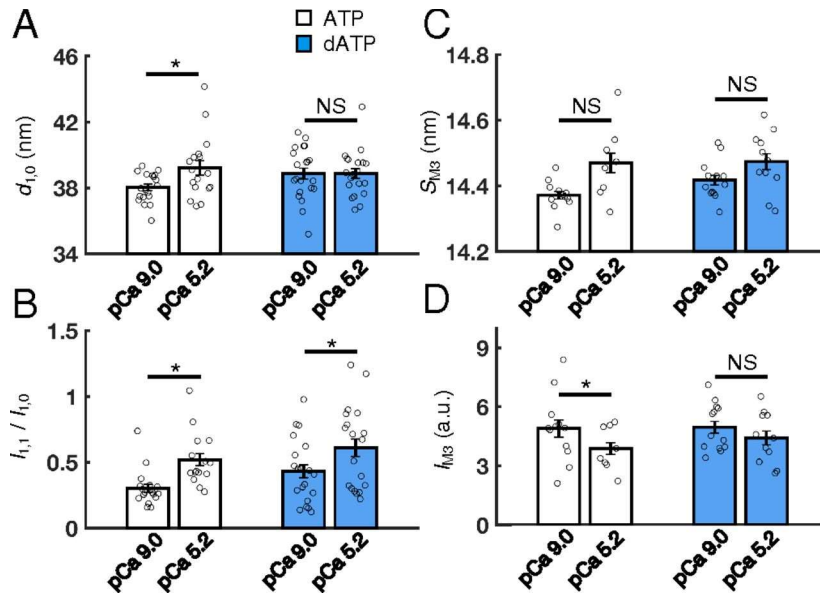 A
ATP
dATP
d1,0 (nm)
46
42
38
34
*
NS
pCa 9.0
pCa 5.2
pCa 9.0
pCa 5.2
B
I1,1 / I1,0
1.5
1
0.5
0
*
*
pCa 9.0
pCa 5.2
pCa 9.0
pCa 5.2
C
SM3 (nm)
14.8
14.6
14.4
14.2
NS
NS
pCa 9.0
pCa 5.2
pCa 9.0
pCa 5.2
D
IM3 (a.u.)
9
6
3
0
*
NS
pCa 9.0
pCa 5.2
pCa 9.0
pCa 5.2